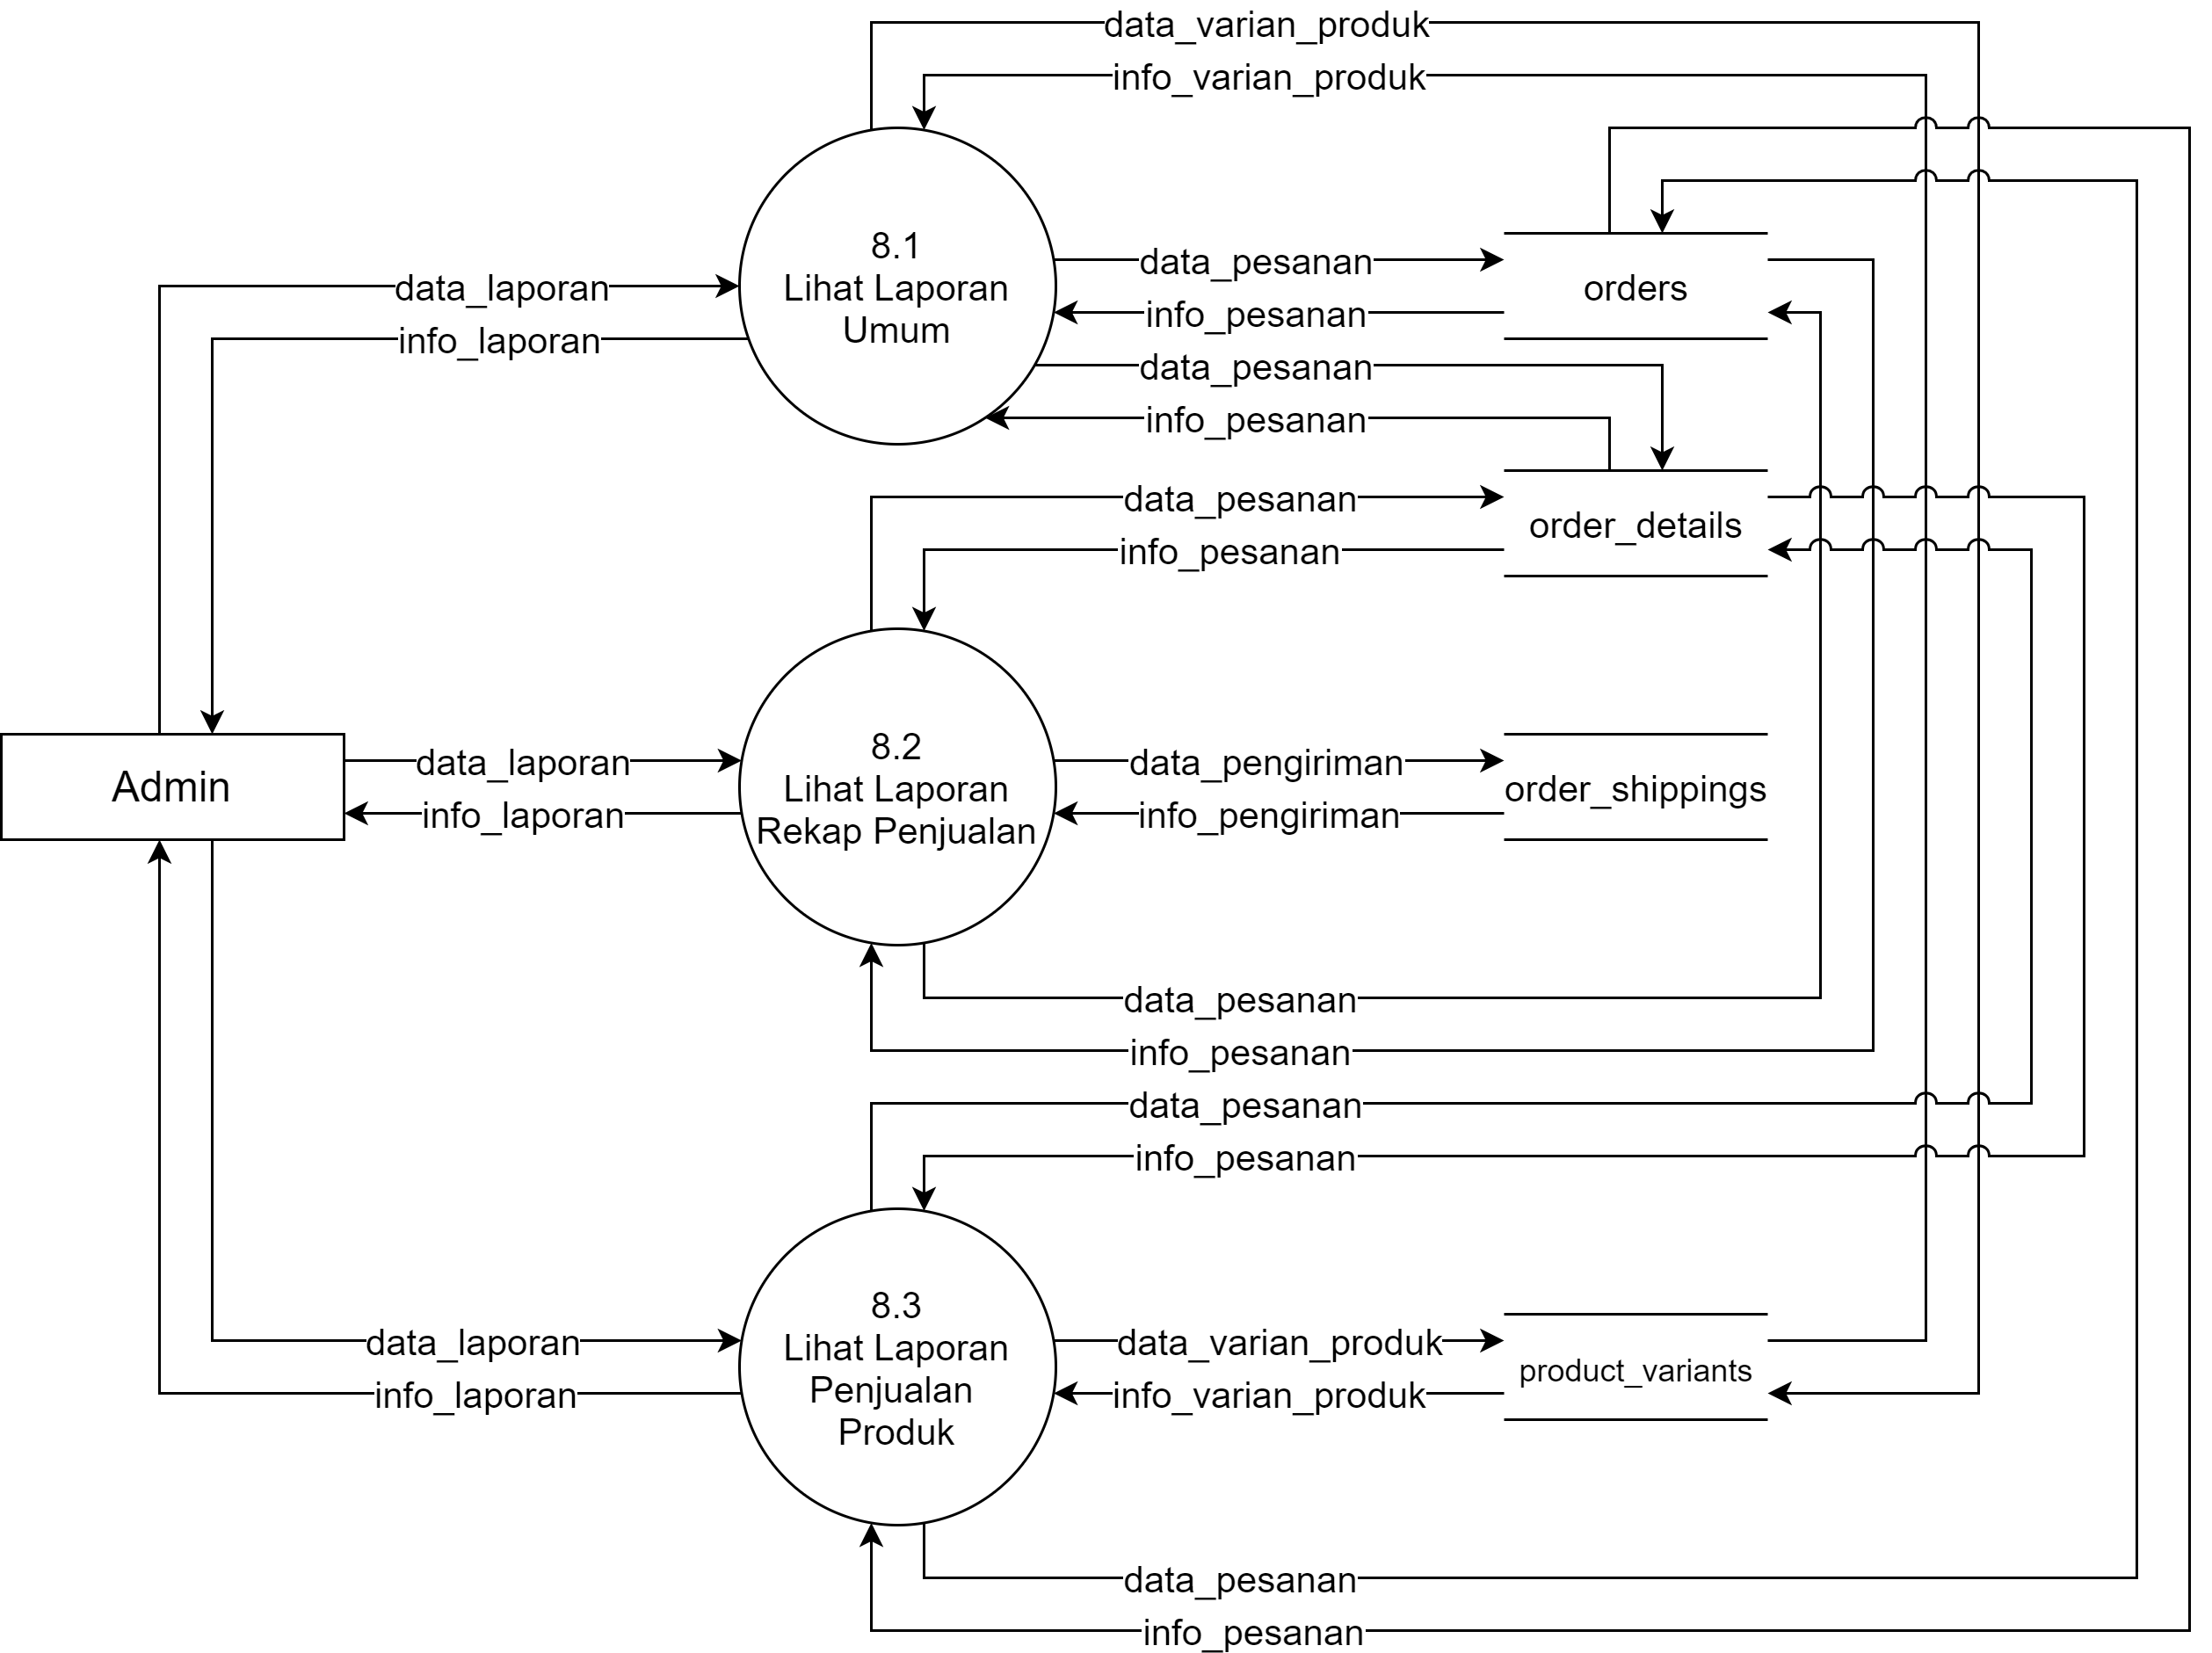 data_varian_produk
info_varian_produk
8.1
Lihat Laporan
Umum
data_laporan
info_laporan
data_pesanan
info_pesanan
data_pesanan
info_pesanan
orders
data_pesanan
info_pesanan
order_details
Admin
data_laporan
info_laporan
8.2
Lihat Laporan
Rekap Penjualan
data_pengiriman
info_pengiriman
order_shippings
data_pesanan
info_pesanan
data_pesanan
info_pesanan
data_laporan
info_laporan
8.3
Lihat Laporan
Penjualan
Produk
data_varian_produk
info_varian_produk
product_variants
data_pesanan
info_pesanan